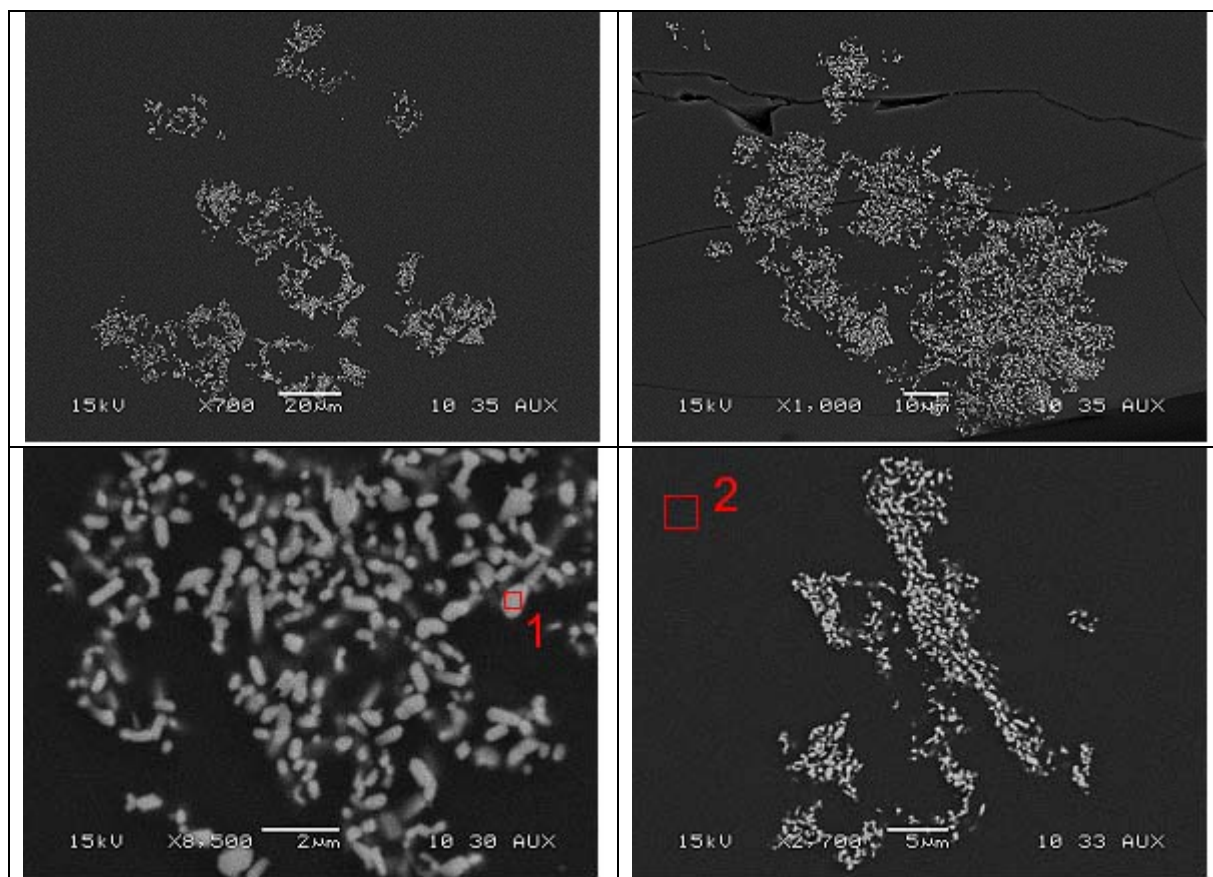 15kV X700 20μm 10 35 AUX
15kV X1,000 10μm 10 35 AUX
1
15kV X8,500 2μm 10 30 AUX
2
15kV X2,700 5μm 10 33 AUX